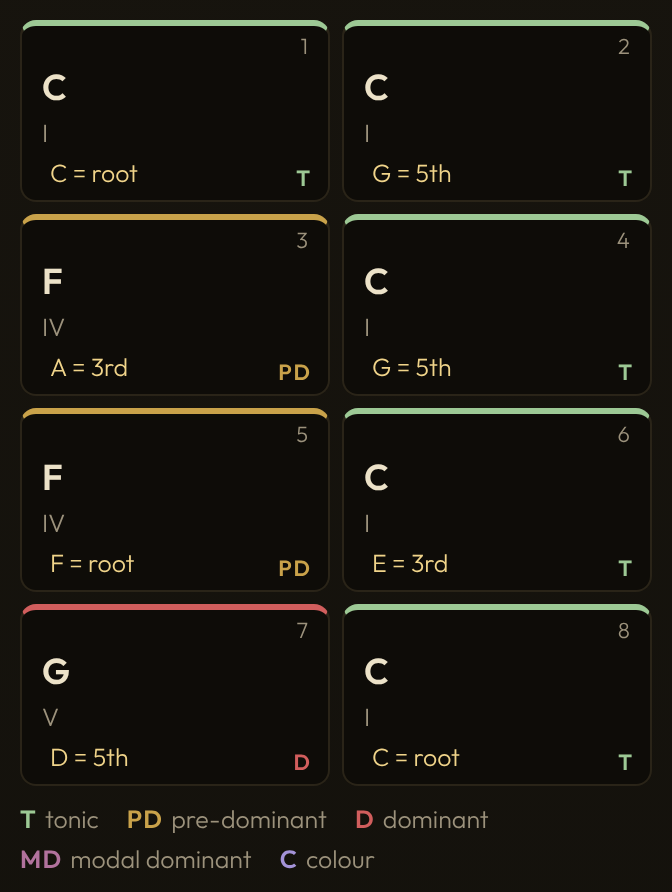 1
C
I
C = root
T
2
C
I
G = 5th
T
3
F
IV
A = 3rd
PD
4
C
I
G = 5th
T
5
F
IV
F = root
PD
6
C
I
E = 3rd
T
7
G
V
D = 5th
D
8
C
I
C = root
T
T tonic PD pre-dominant D dominant
MD modal dominant C colour